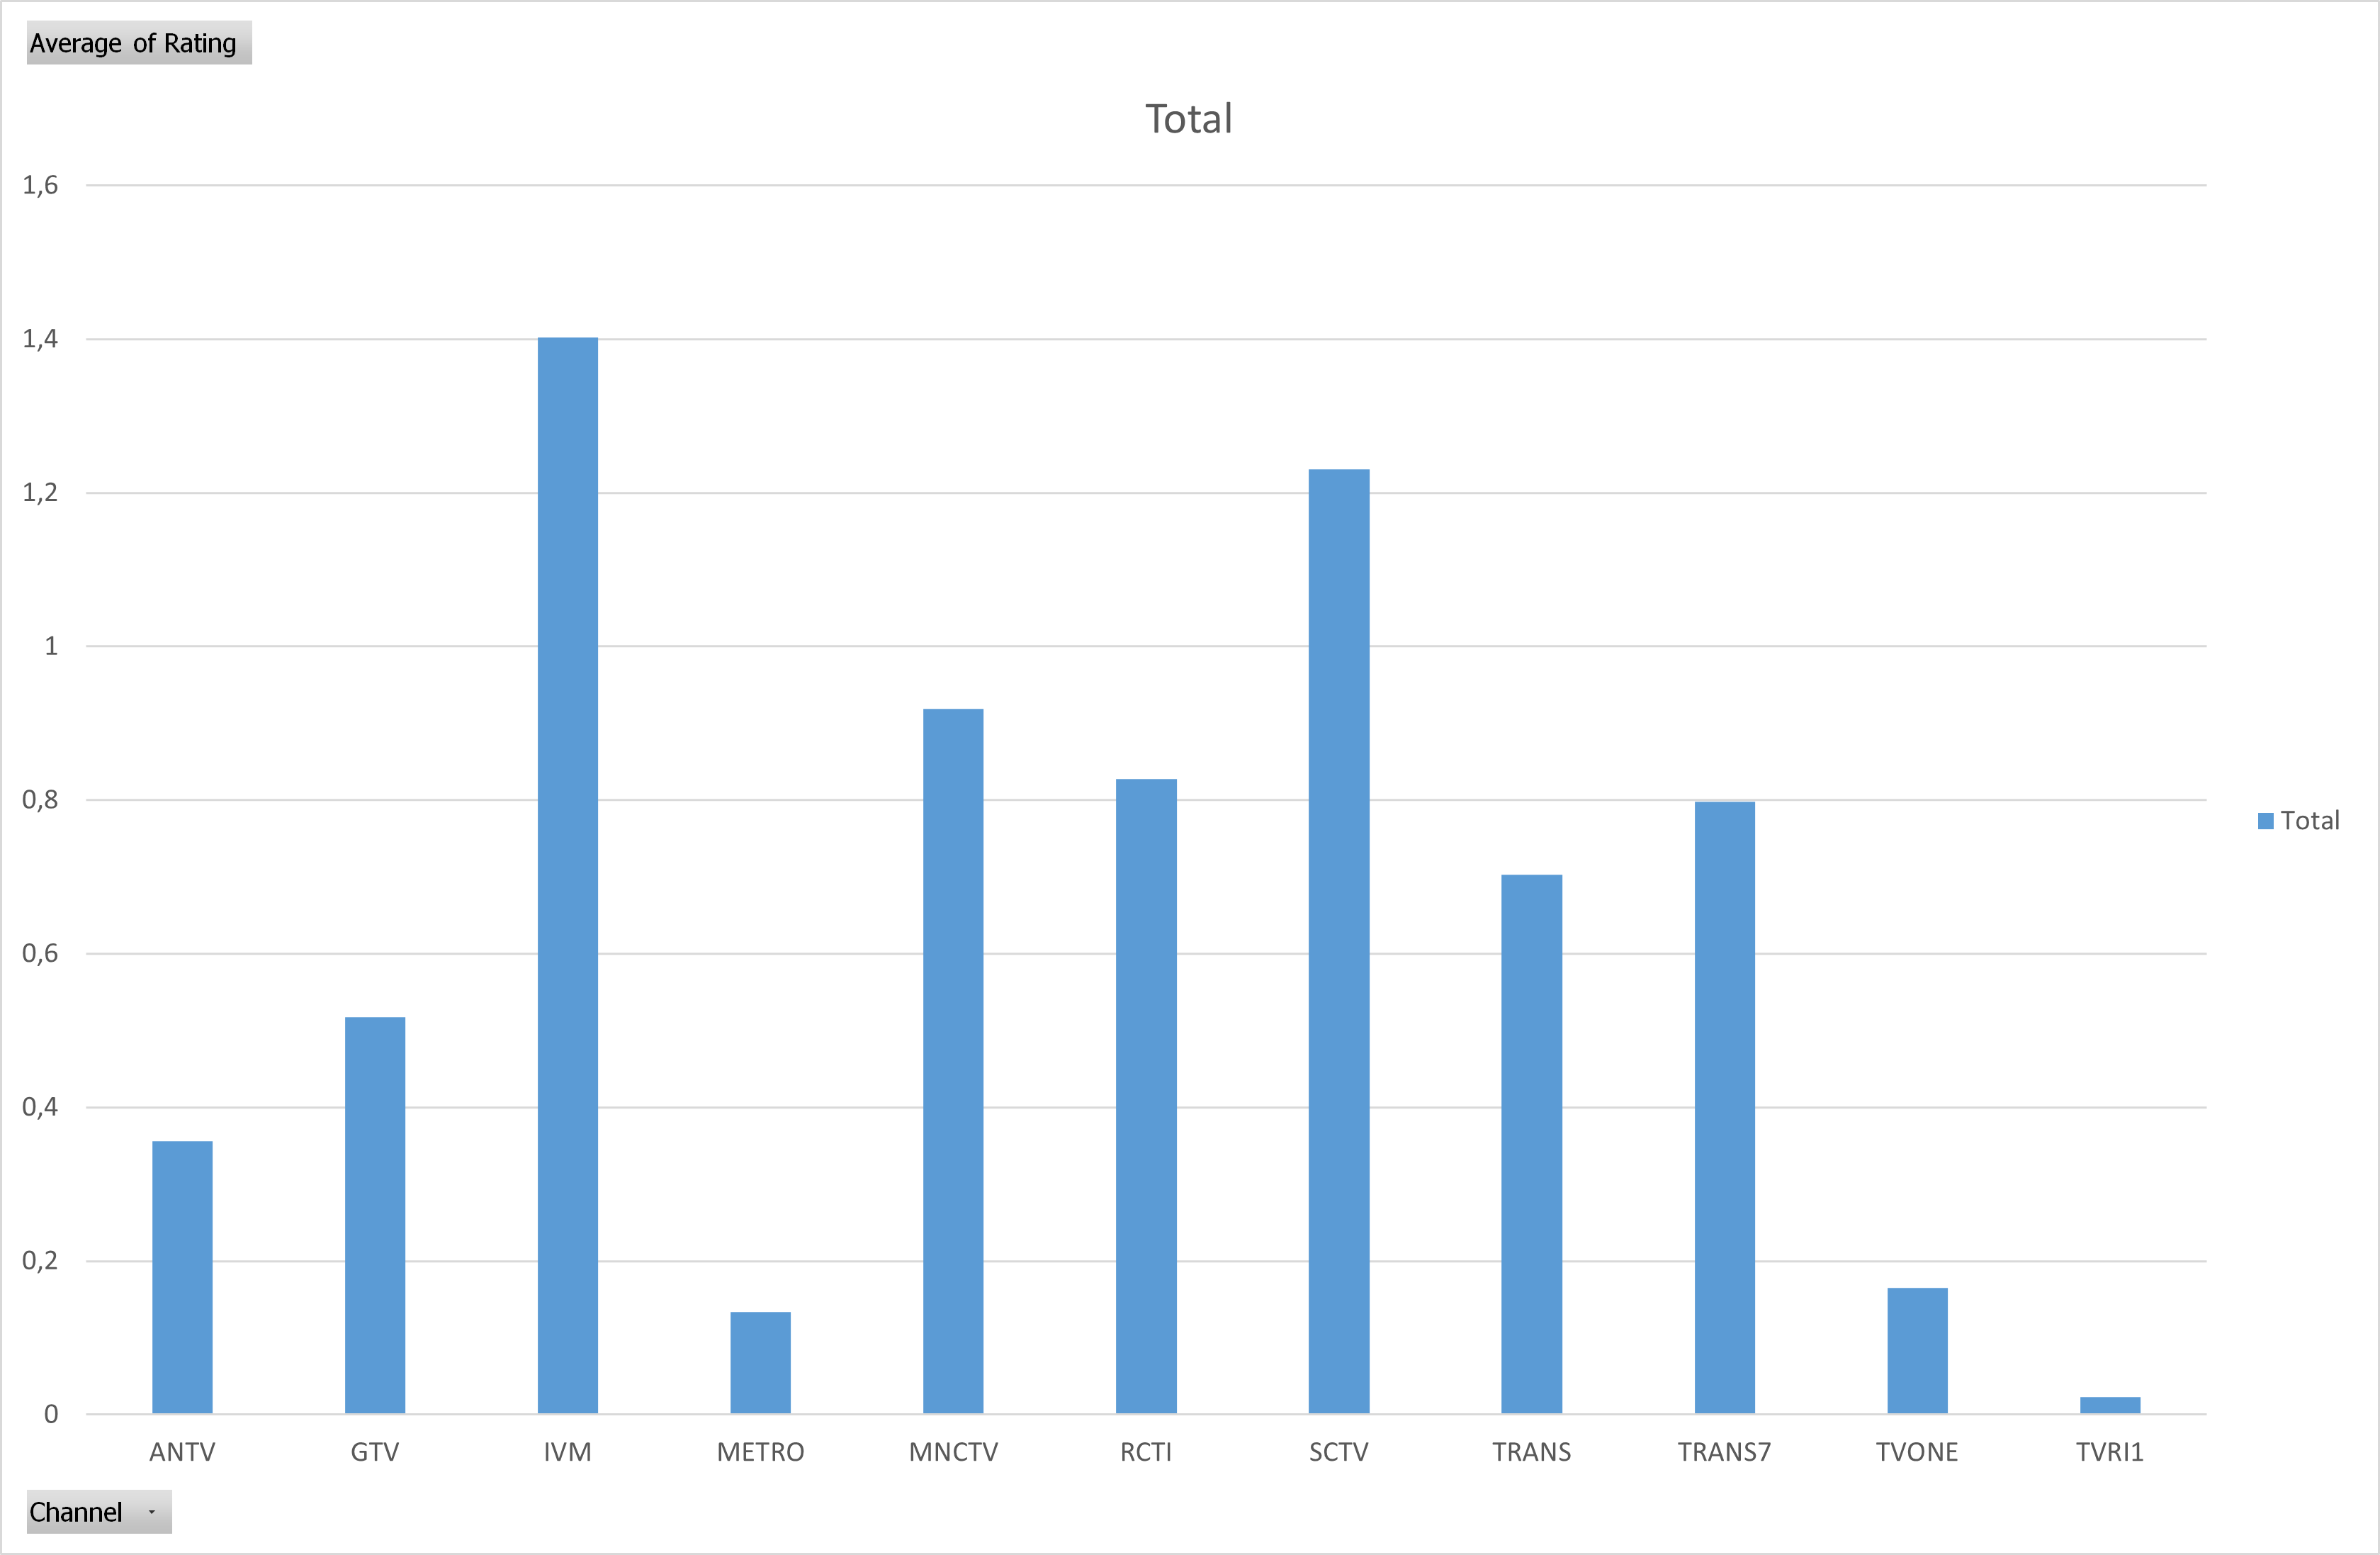 Average of Rating
Total
1,6
1,4
1,2
1
0,8
0,6
0,4
0,2
0
ANTV GTV IVM METRO MNCTV RCTI SCTV TRANS TRANS7 TVONE TVRI1
Total
Channel